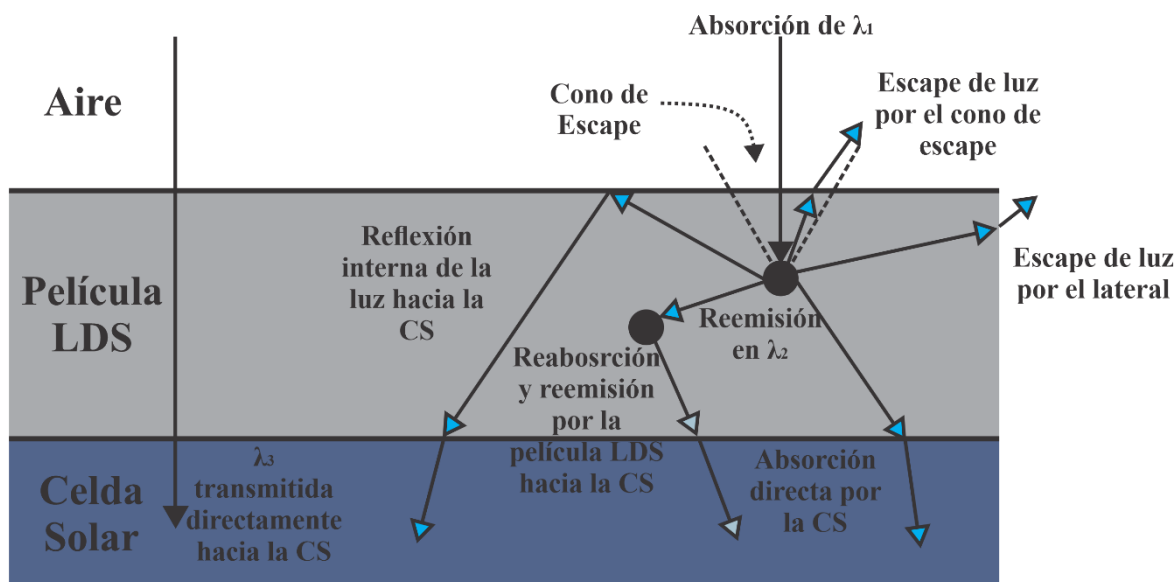 Absorción de λ₁
Aire
Cono de
Escape
Escape de luz
por el cono de
escape
Película
LDS
Reflexión
interna de la
luz hacia la
CS
Reemisión
en λ₂
Escape de luz
por el lateral
Reabosrción
y reemisión
por la
película LDS
hacia la CS
Celda
Solar
λ₃
transmitida
directamente
hacia la CS
Absorción
directa por
la CS